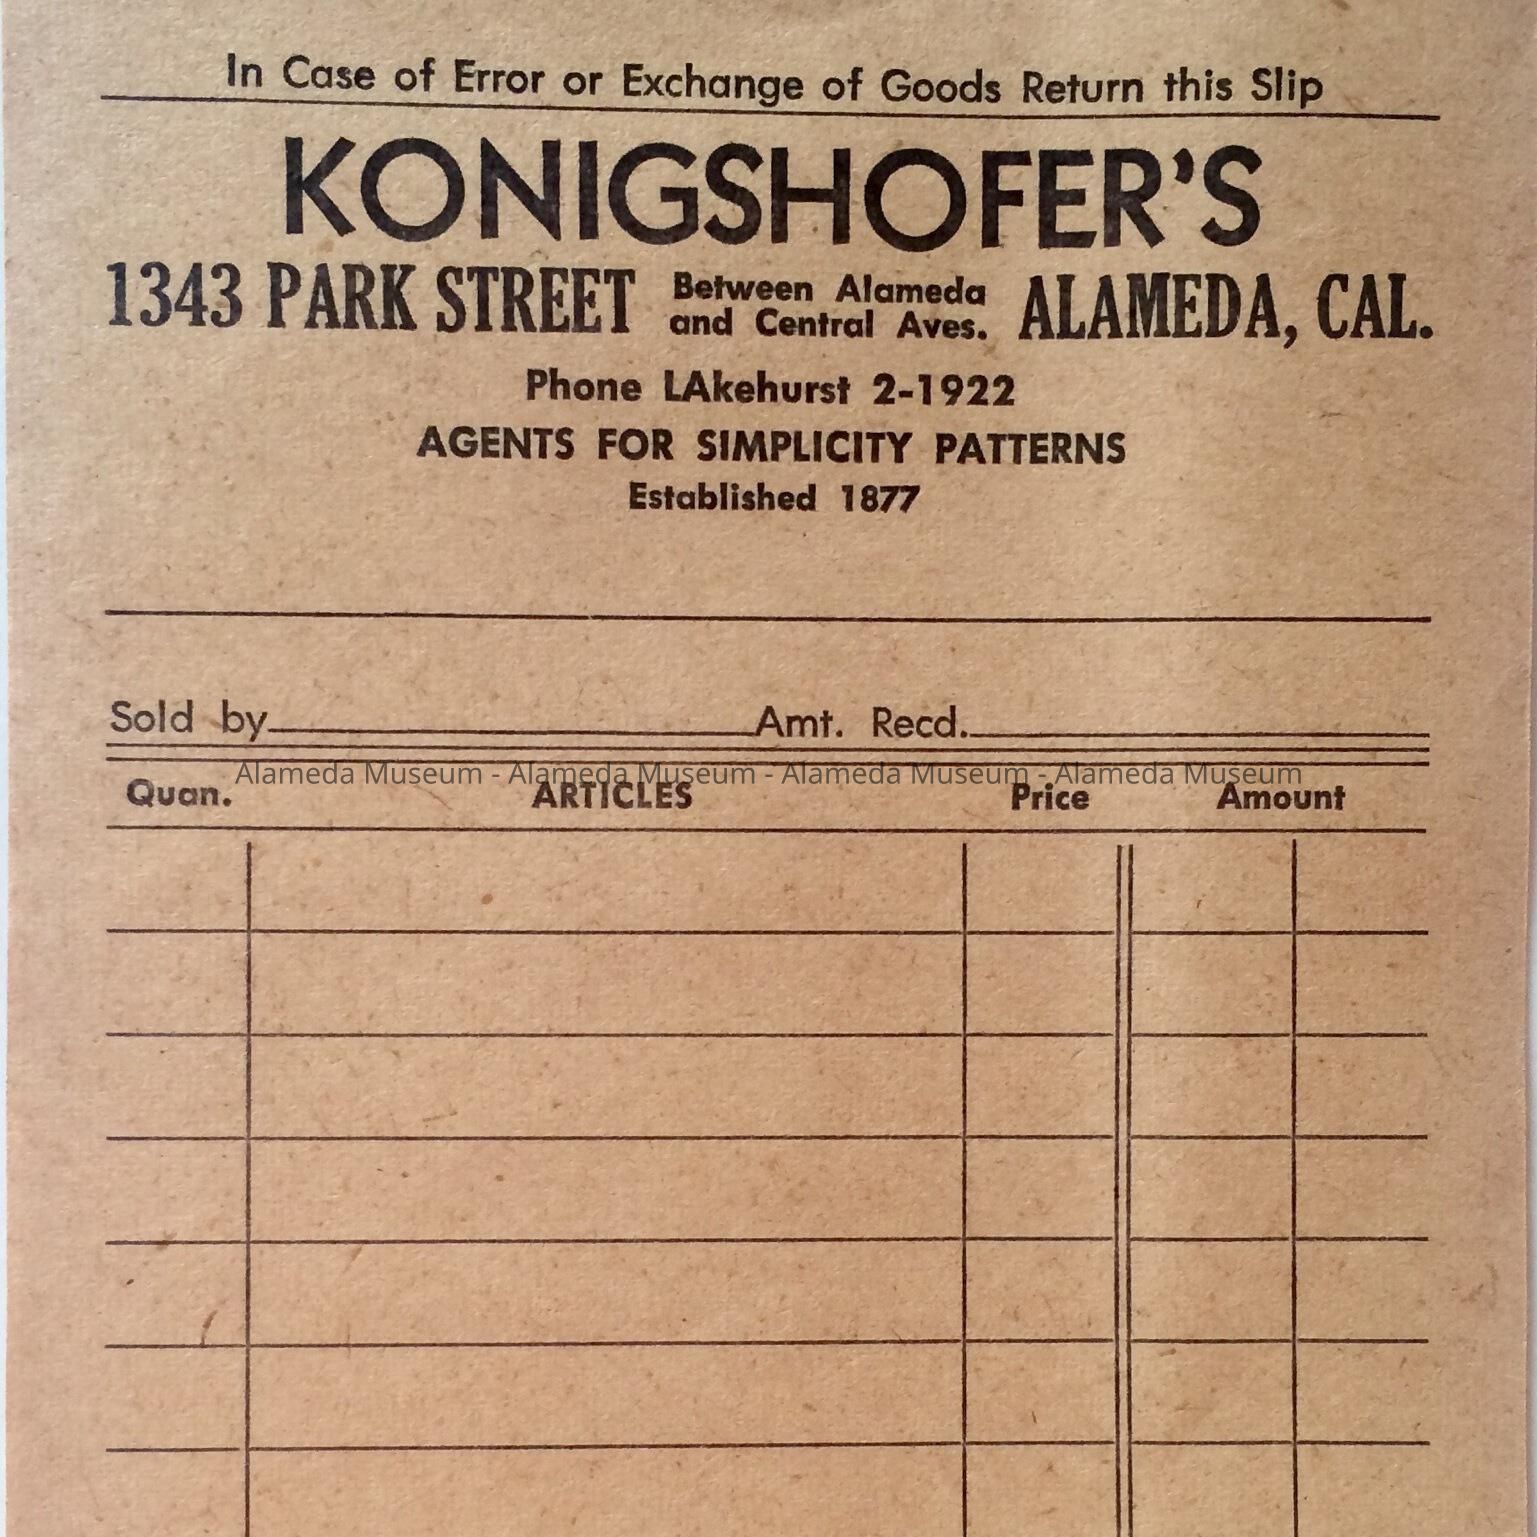 In Case of Error or Exchange of Goods Return this Slip
KONIGSHOFER'S
1343 PARK STREET Between Alameda and Central Aves. ALAMEDA, CAL.
Phone LAkehurst 2-1922
AGENTS FOR SIMPLICITY PATTERNS
Established 1877
Sold by Amt. Recd.
Alameda Museum - Alameda Museum - Alameda Museum - Alameda Museum
Quan. ARTICLES Price Amount